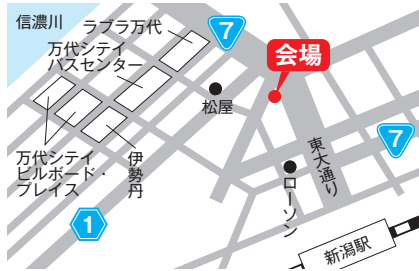 信濃川
ラブラ万代
万代シテイ
バスセンター
7
会場
松屋
万代シテイ
ビルボード・
プレイス
伊勢丹
東大通り
7
ローソン
1
新潟駅